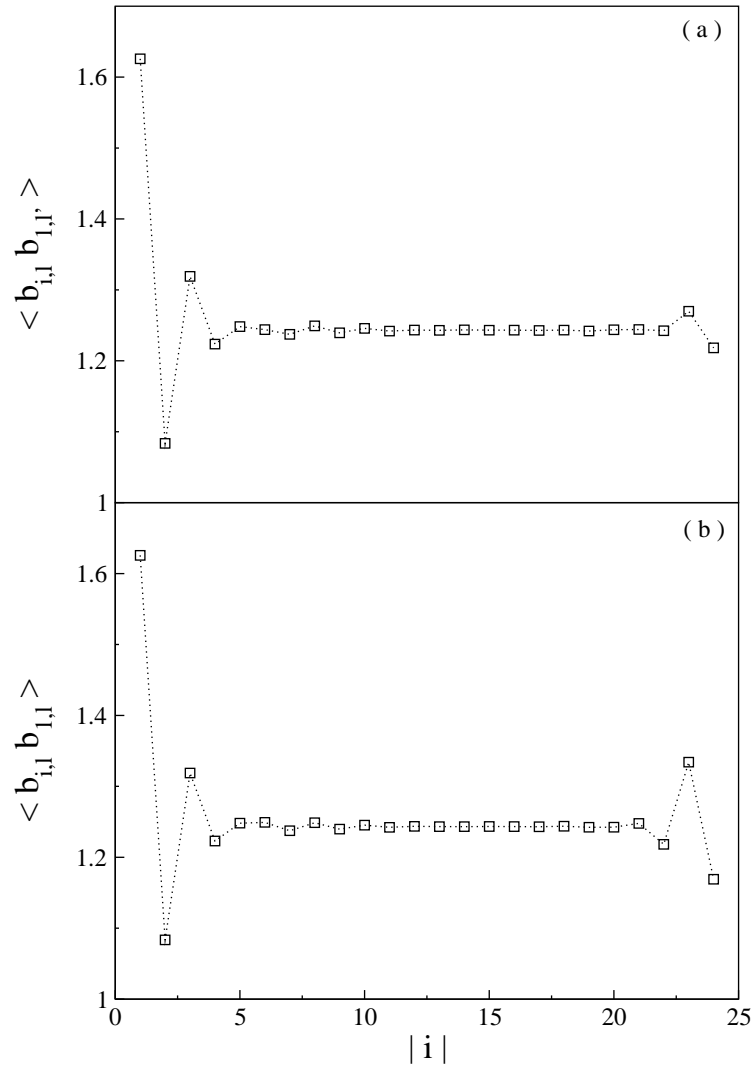 ( a )
1.6
1.4
1.2
1
< b_{i,l} b_{1,l'} >
( b )
1.6
1.4
1.2
1
< b_{i,l} b_{1,l} >
0 5 10 15 20 25
| i |